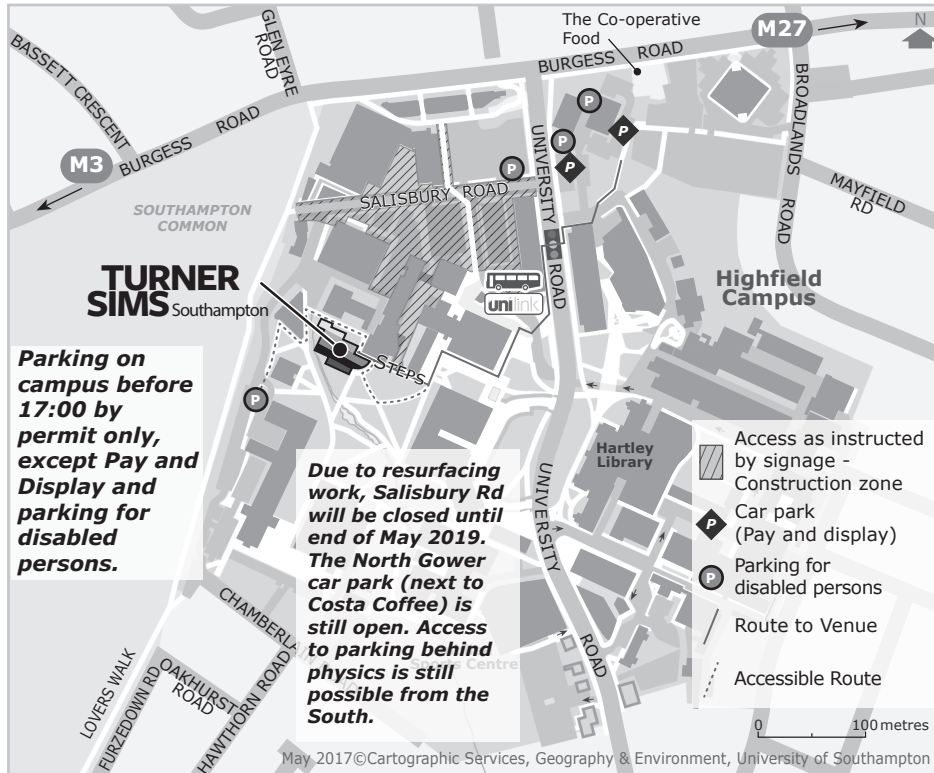 The Co-operative
Food
M27
N
BURGESS ROAD
GLEN EYRE
ROAD
BASSETT CRESCENT
BURGESS ROAD
M3
BROADLANDS
ROAD
MAYFIELD
RD
UNIVERSITY
ROAD
SALISBURY ROAD
P
P
P
P
P
SOUTHAMPTON
COMMON
TURNER
SIMS Southampton
unilink
Highfield
Campus
STEPS
P
Parking on
campus before
17:00 by
permit only,
except Pay and
Display and
parking for
disabled
persons.
Hartley
Library
Due to resurfacing
work, Salisbury Rd
will be closed until
end of May 2019.
The North Gower
car park (next to
Costa Coffee) is
still open. Access
to parking behind
physics is still
possible from the
South.
UNIVERSITY
ROAD
Access as instructed
by signage -
Construction zone
P
Car park
(Pay and display)
P
Parking for
disabled persons
Route to Venue
Accessible Route
0 100 metres
Sports Centre
LOVERS WALK
FURZEDOWN RD
OAKHURST
ROAD
HAWTHORN ROAD
May 2017©Cartographic Services, Geography & Environment, University of Southampton